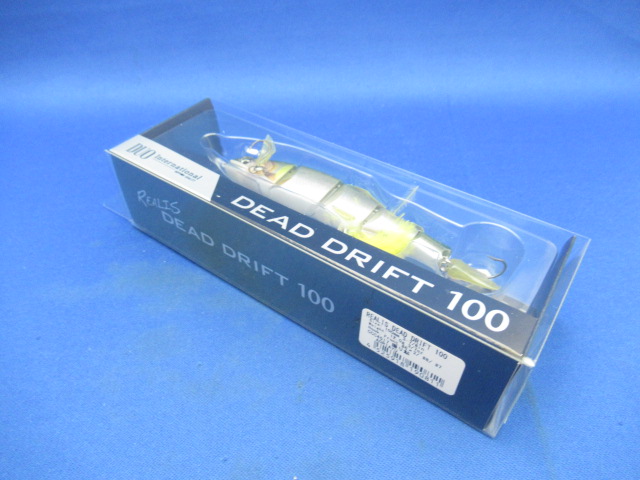 DUO International
DEAD DRIFT 100
REALIS
DEAD DRIFT 100
REALIS DEAD DRIFT 100